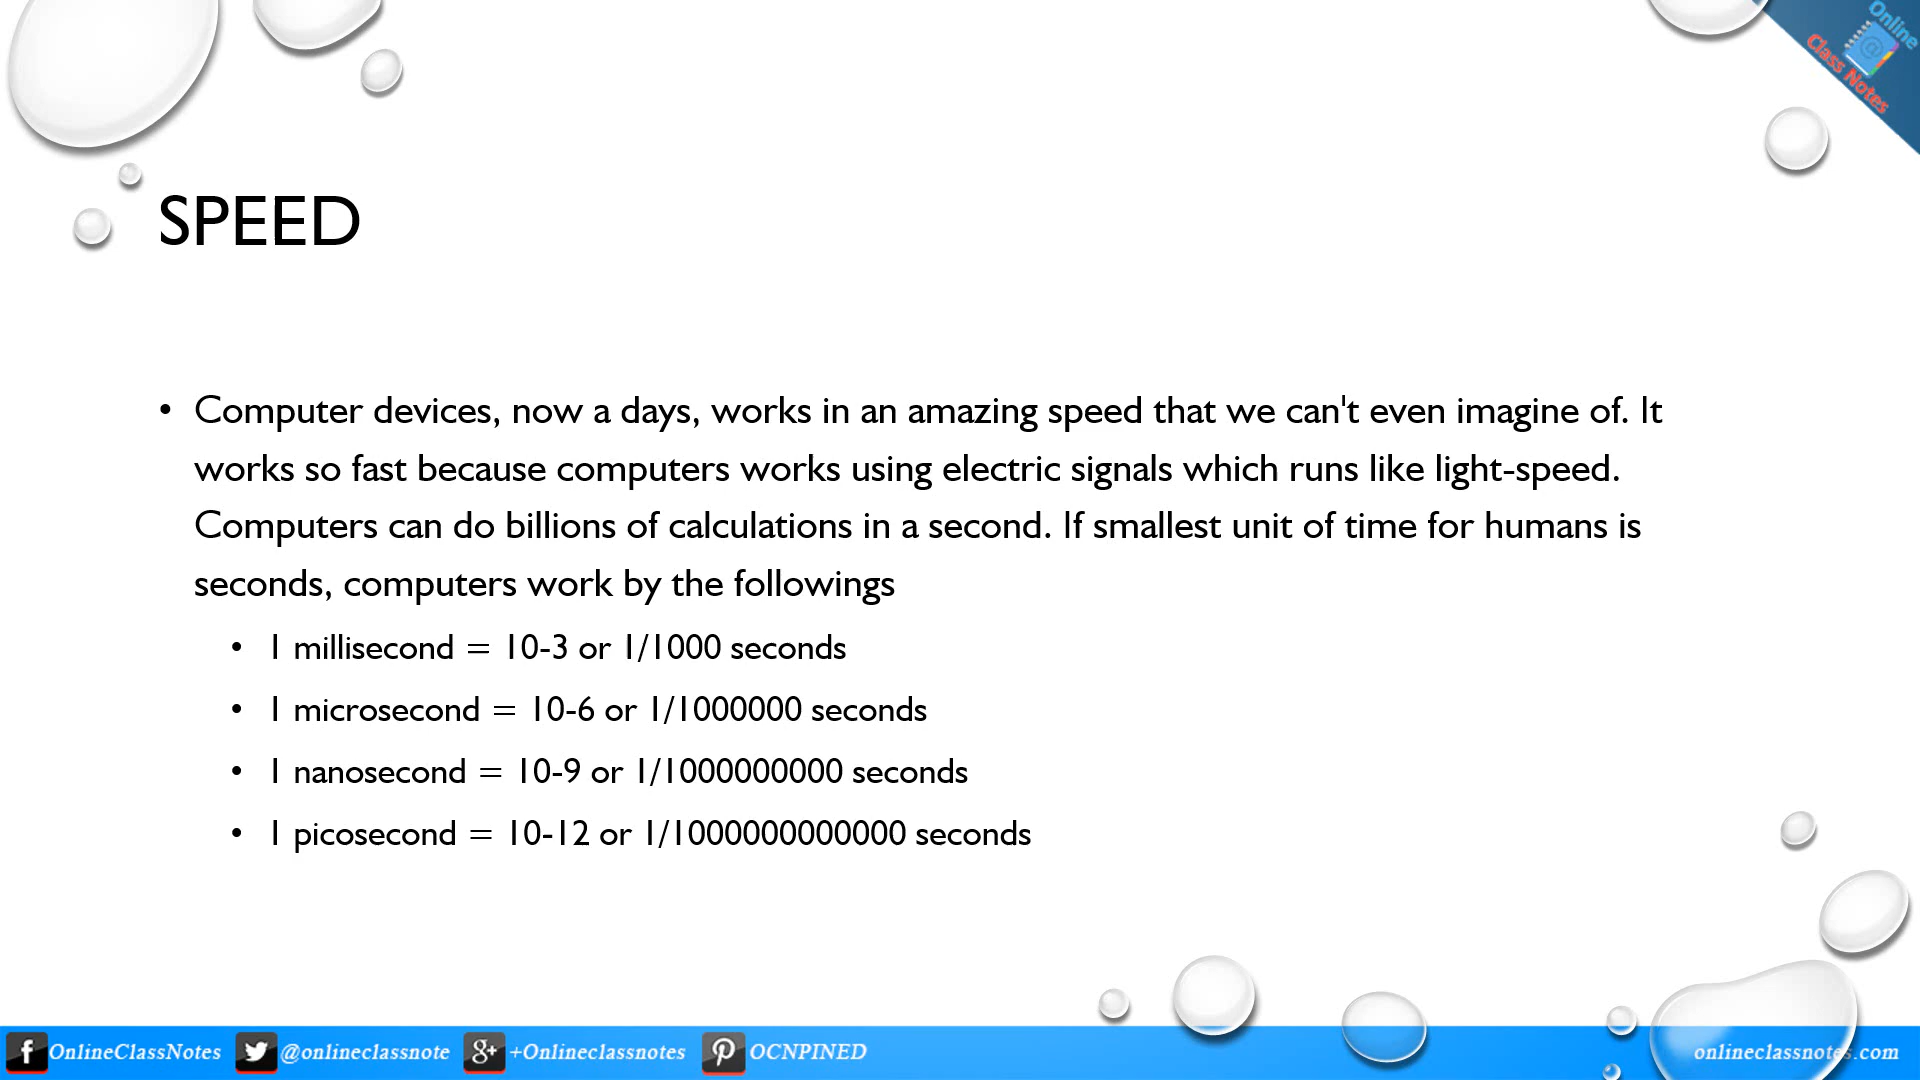 Online
Class Notes
SPEED
• Computer devices, now a days, works in an amazing speed that we can't even imagine of. It
works so fast because computers works using electric signals which runs like light-speed.
Computers can do billions of calculations in a second. If smallest unit of time for humans is
seconds, computers work by the followings
• 1 millisecond = 10-3 or 1/1000 seconds
• 1 microsecond = 10-6 or 1/1000000 seconds
• 1 nanosecond = 10-9 or 1/1000000000 seconds
• 1 picosecond = 10-12 or 1/1000000000000 seconds
OnlineClassNotes @onlineclassnote +Onlineclassnotes OCNPINED onlineclassnotes.com